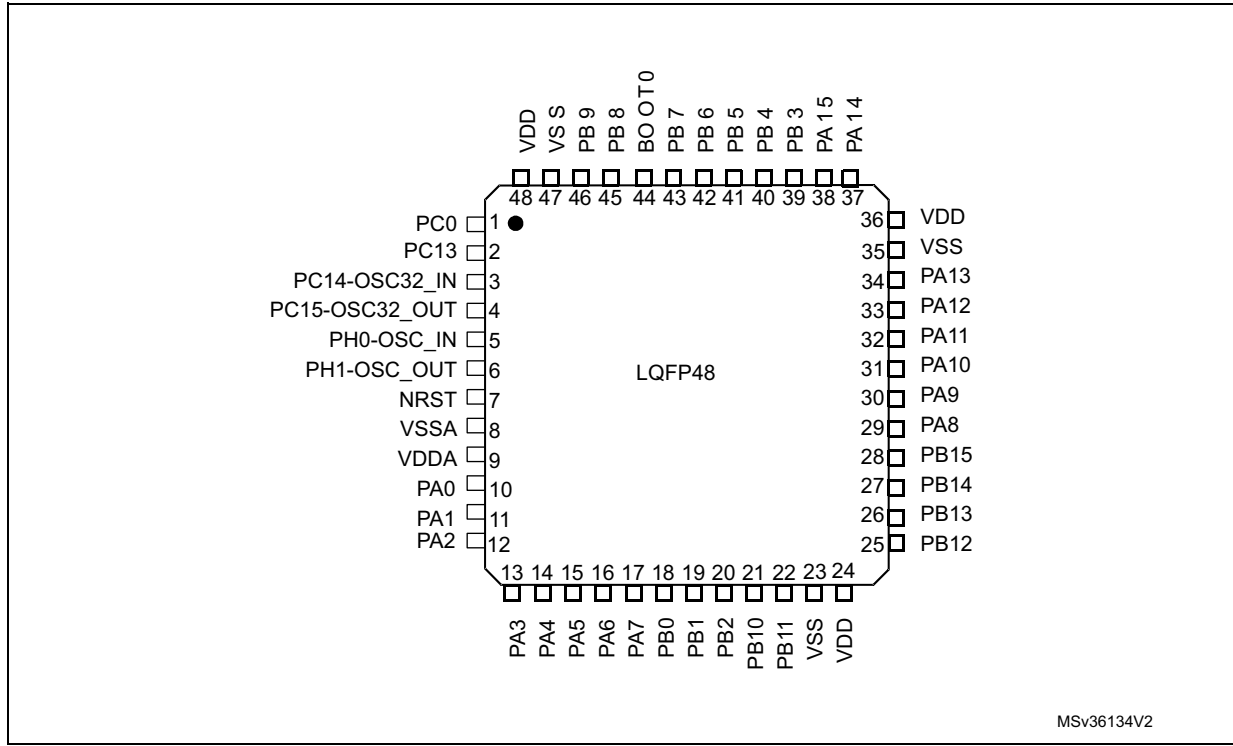 VDD VSS PB9 PB8 BOOT0 PB7 PB6 PB5 PB4 PB3 PA15 PA14
48 47 46 45 44 43 42 41 40 39 38 37
PC0 1
PC13 2
PC14-OSC32_IN 3
PC15-OSC32_OUT 4
PH0-OSC_IN 5
PH1-OSC_OUT 6
NRST 7
VSSA 8
VDDA 9
PA0 10
PA1 11
PA2 12
LQFP48
36 VDD
35 VSS
34 PA13
33 PA12
32 PA11
31 PA10
30 PA9
29 PA8
28 PB15
27 PB14
26 PB13
25 PB12
13 14 15 16 17 18 19 20 21 22 23 24
PA3 PA4 PA5 PA6 PA7 PB0 PB1 PB2 PB10 PB11 VSS VDD
MSv36134V2